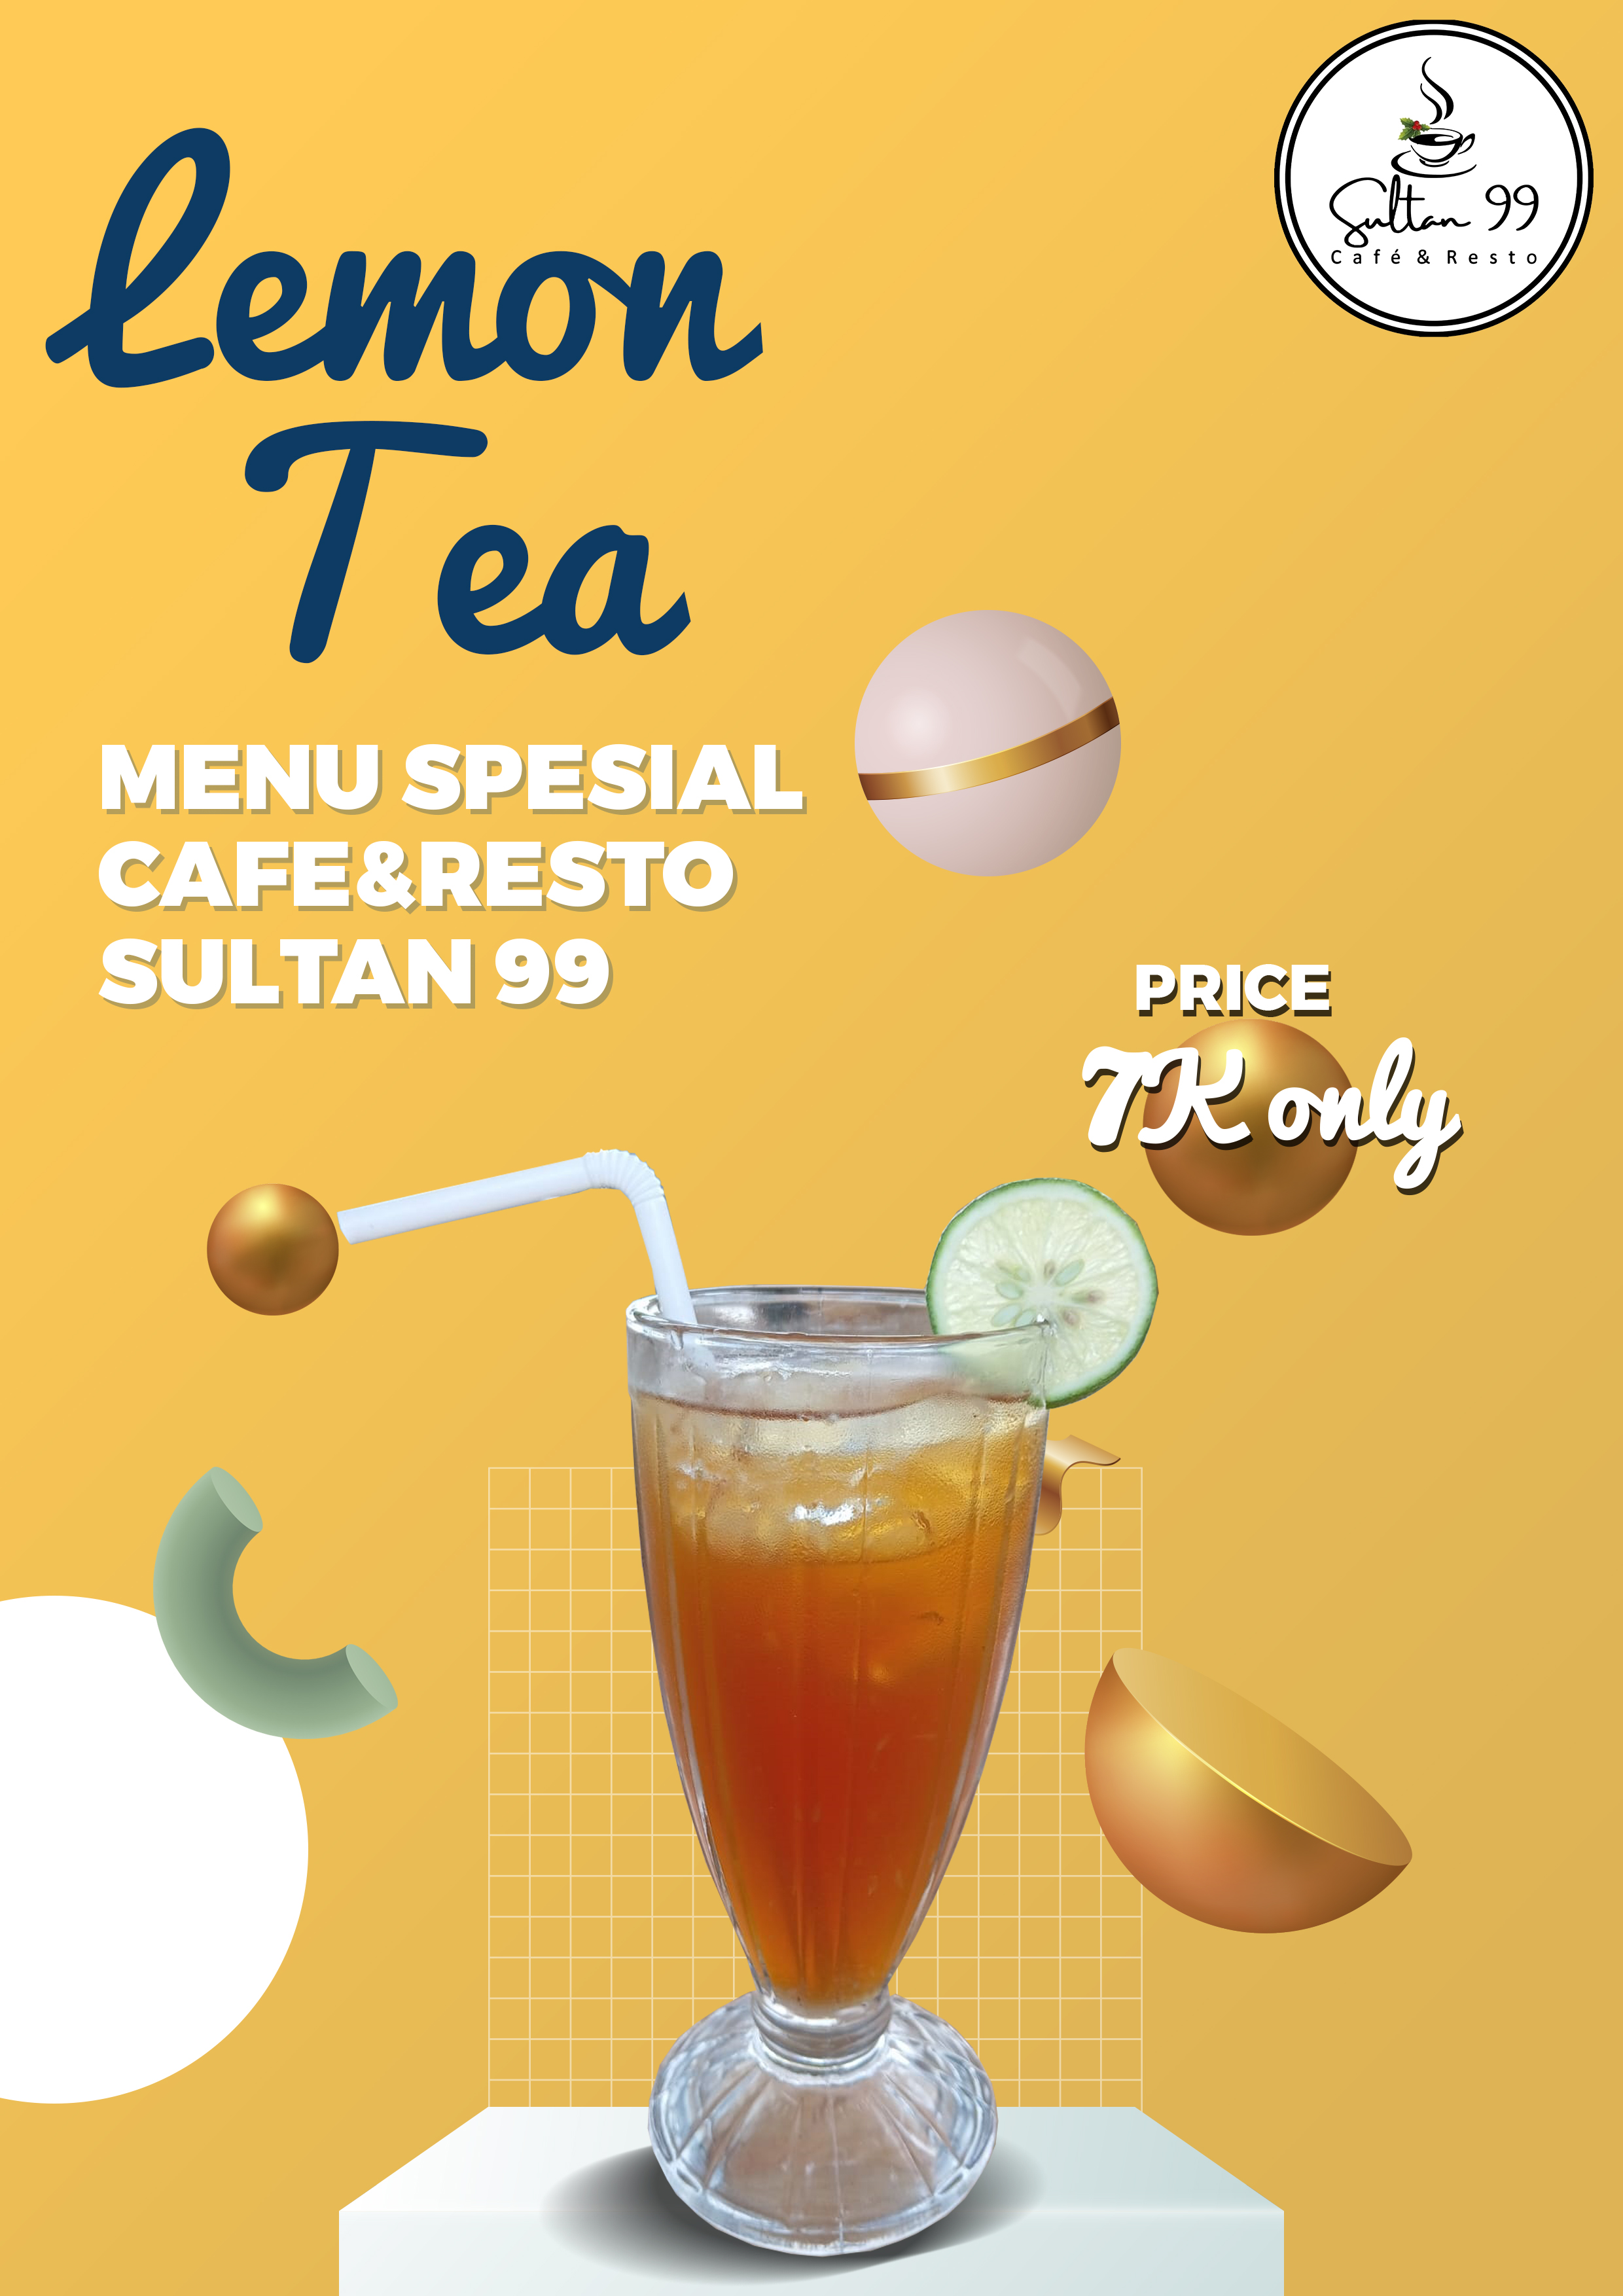 Sultan 99
Café & Resto
Lemon
Tea
MENU SPESIAL
CAFE&RESTO
SULTAN 99
PRICE
7K only